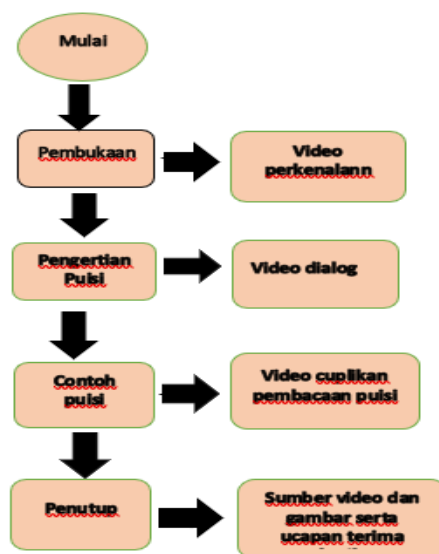 Mulai
Pembukaan
Video
perkenalann
Pengertian
Puisi
Video dialog
Contoh
puisi
Video cuplikan
pembacaan puisi
Penutup
Sumber video dan
gambar serta
ucapan terima